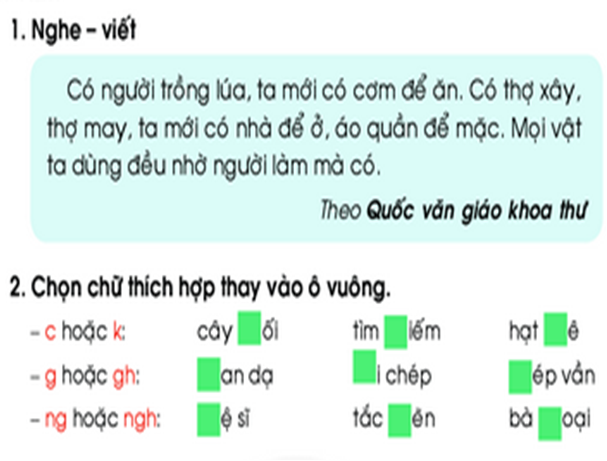 1. Nghe – viết
Có người trồng lúa, ta mới có cơm để ăn. Có thợ xây,
thợ may, ta mới có nhà để ở, áo quần để mặc. Mọi vật
ta dùng đều nhờ người làm mà có.
Theo Quốc văn giáo khoa thư
2. Chọn chữ thích hợp thay vào ô vuông.
– c hoặc k: cây ối tìm iếm hạt ê
– g hoặc gh: an dạ i chép ép vần
– ng hoặc ngh: ệ sĩ tắc ẽn bà oại